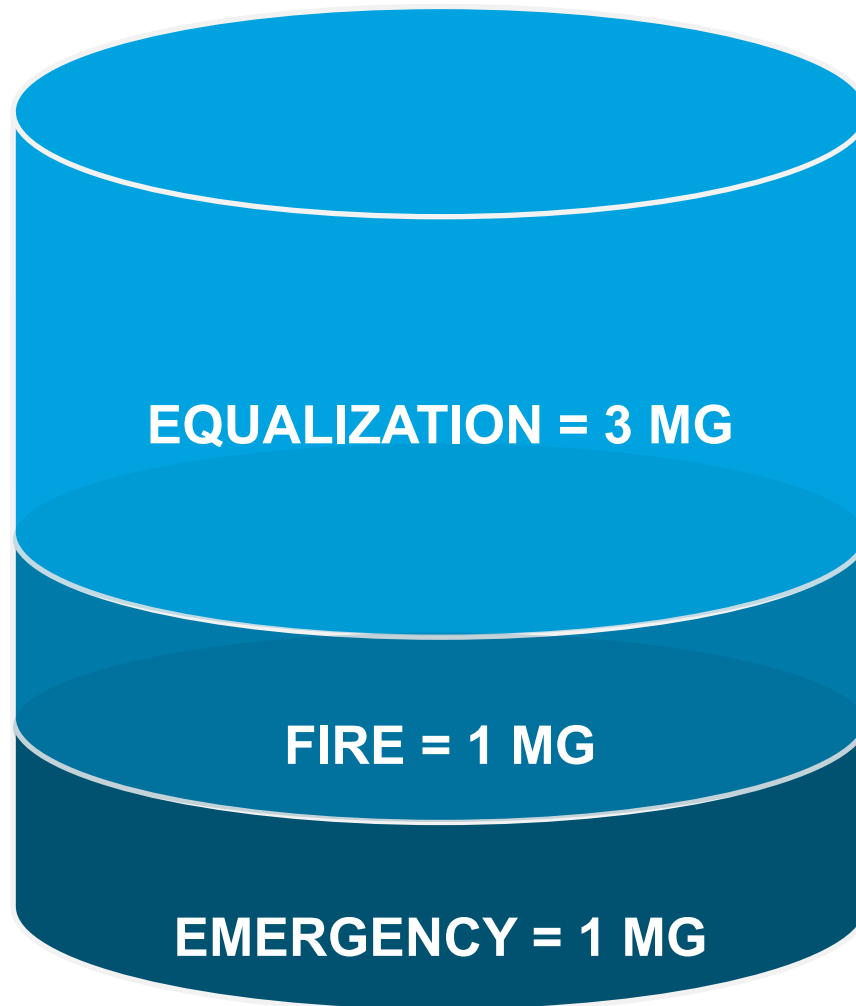 EQUALIZATION = 3 MG
FIRE = 1 MG
EMERGENCY = 1 MG